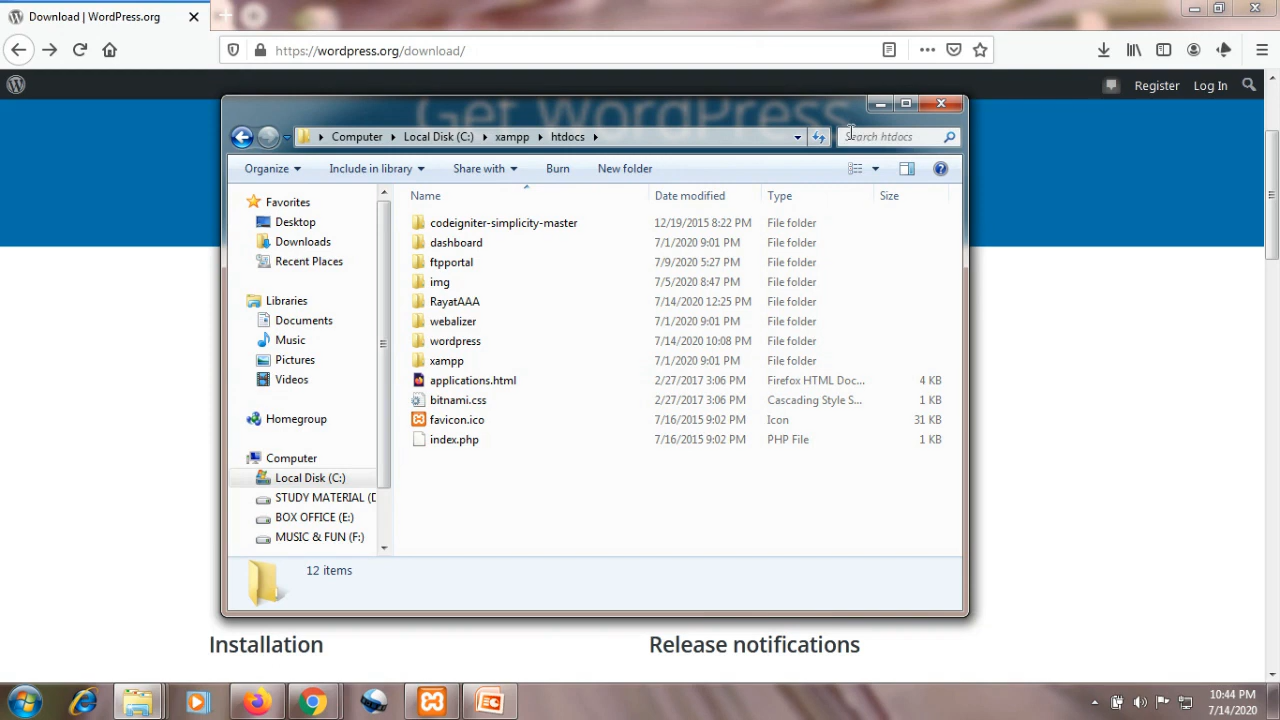 Download | WordPress.org
https://wordpress.org/download/
Register
Log In
Get WordPress
Computer
Local Disk (C:)
xampp
htdocs
Search htdocs
Organize
Include in library
Share with
Burn
New folder
Name
Date modified
Type
Size
Favorites
Desktop
Downloads
Recent Places
Libraries
Documents
Music
Pictures
Videos
Homegroup
Computer
Local Disk (C:)
STUDY MATERIAL (D
BOX OFFICE (E:)
MUSIC & FUN (F:)
codeigniter-simplicity-master 12/19/2015 8:22 PM File folder
dashboard 7/1/2020 9:01 PM File folder
ftpportal 7/9/2020 5:27 PM File folder
img 7/5/2020 8:47 PM File folder
RayatAAA 7/14/2020 12:25 PM File folder
webalizer 7/1/2020 9:01 PM File folder
wordpress 7/14/2020 10:08 PM File folder
xampp 7/1/2020 9:01 PM File folder
applications.html 2/27/2017 3:06 PM Firefox HTML Doc... 4 KB
bitnami.css 2/27/2017 3:06 PM Cascading Style S... 1 KB
favicon.ico 7/16/2015 9:02 PM Icon 31 KB
index.php 7/16/2015 9:02 PM PHP File 1 KB
12 items
Installation
Release notifications
10:44 PM
7/14/2020